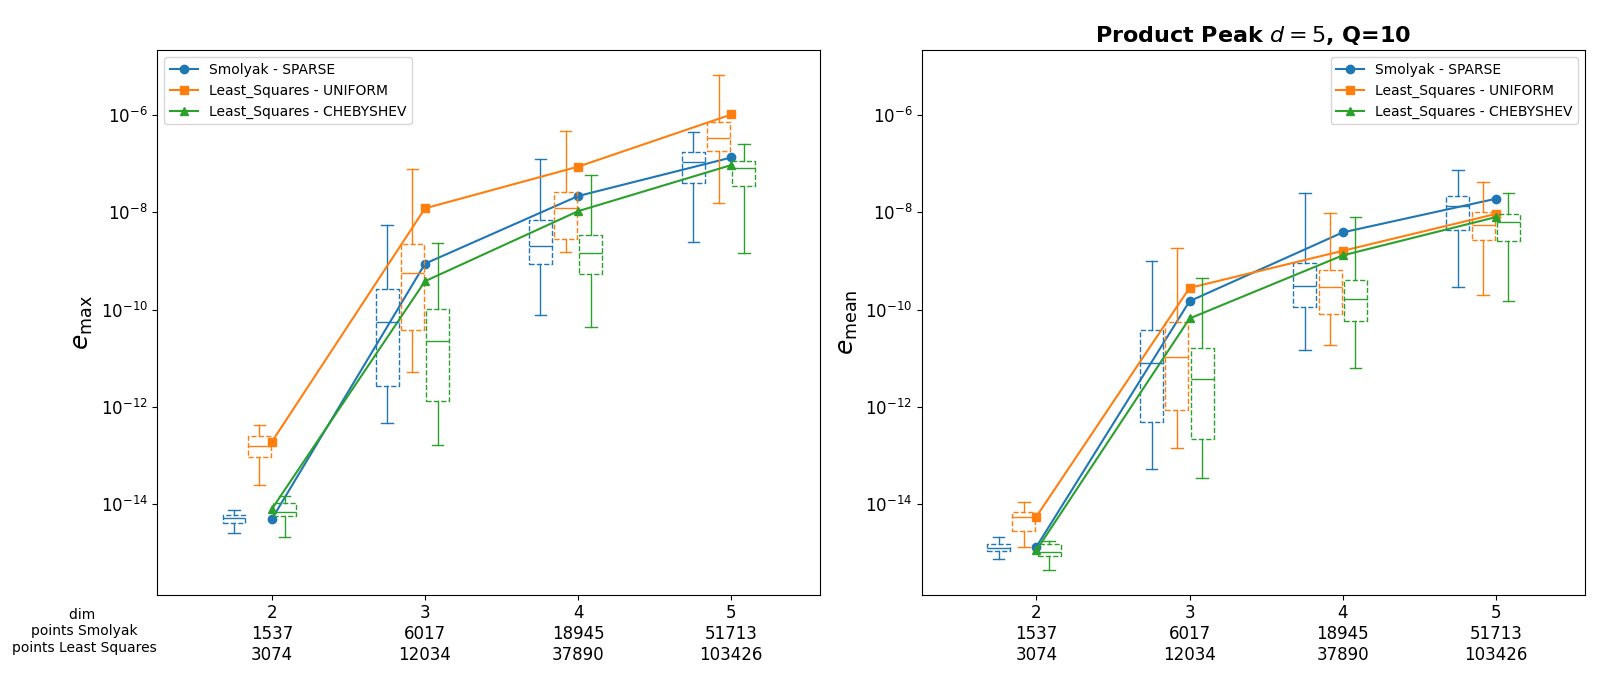 Product Peak d = 5, Q=10
Smolyak - SPARSE
Least_Squares - UNIFORM
Least_Squares - CHEBYSHEV
10⁻⁶
10⁻⁸
10⁻¹⁰
10⁻¹²
10⁻¹⁴
e_max
2 3 4 5
1537 6017 18945 51713
3074 12034 37890 103426
dim
points Smolyak
points Least Squares
Smolyak - SPARSE
Least_Squares - UNIFORM
Least_Squares - CHEBYSHEV
10⁻⁶
10⁻⁸
10⁻¹⁰
10⁻¹²
10⁻¹⁴
e_mean
2 3 4 5
1537 6017 18945 51713
3074 12034 37890 103426